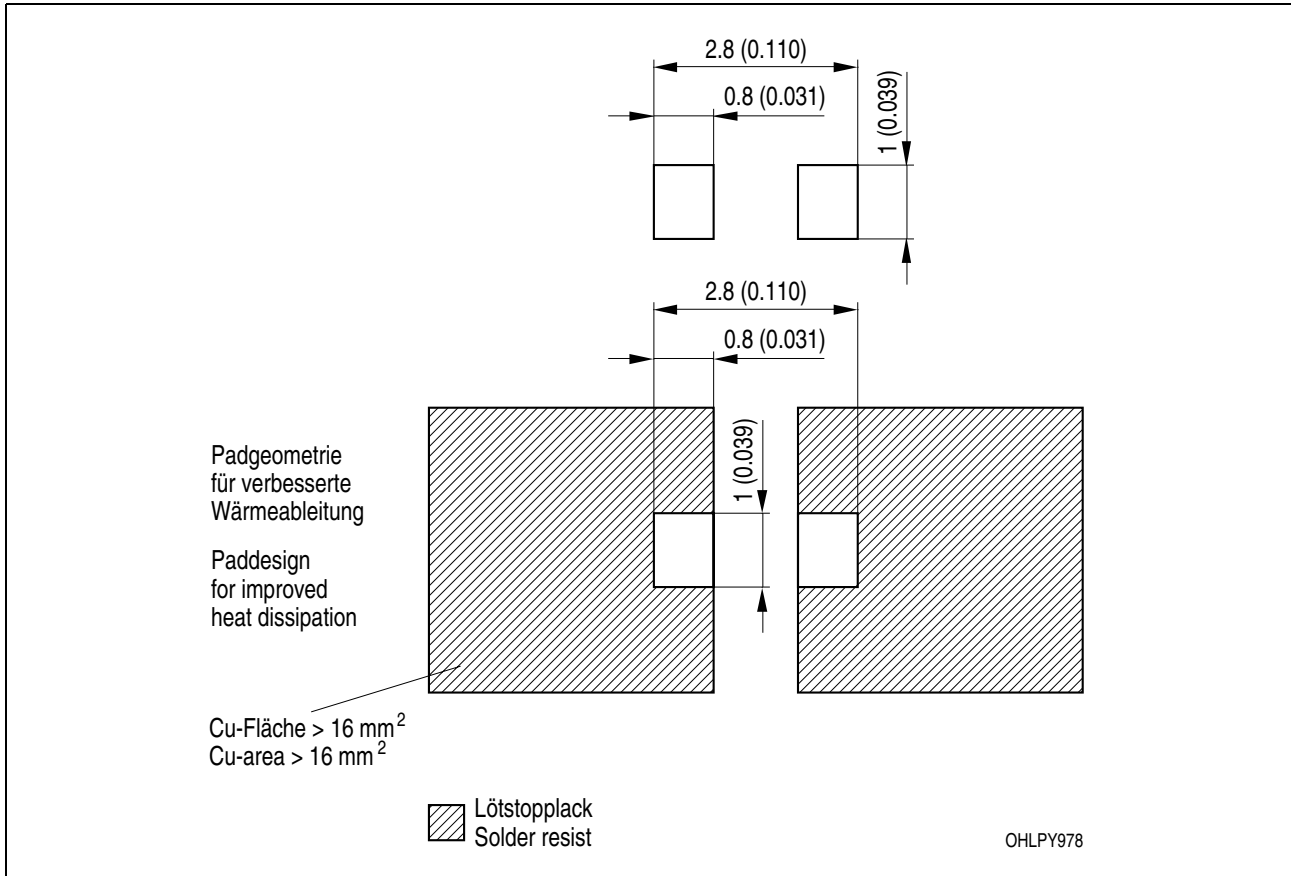 2.8 (0.110)
0.8 (0.031)
1 (0.039)
2.8 (0.110)
0.8 (0.031)
1 (0.039)
Padgeometrie
für verbesserte
Wärmeableitung
Paddesign
for improved
heat dissipation
Cu-Fläche > 16 mm²
Cu-area > 16 mm²
Lötstopplack
Solder resist
OHLPY978